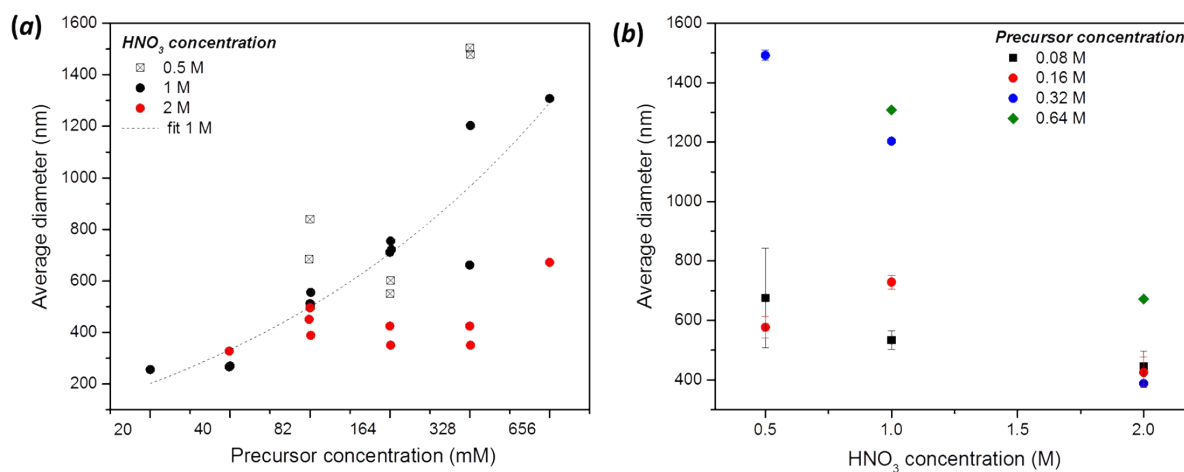 (a)
HNO₃ concentration
0.5 M
1 M
2 M
fit 1 M
1600
1400
1200
1000
800
600
400
200
Average diameter (nm)
20 40 82 164 328 656
Precursor concentration (mM)
(b)
Precursor concentration
0.08 M
0.16 M
0.32 M
0.64 M
1600
1400
1200
1000
800
600
400
Average diameter (nm)
0.5 1.0 1.5 2.0
HNO₃ concentration (M)